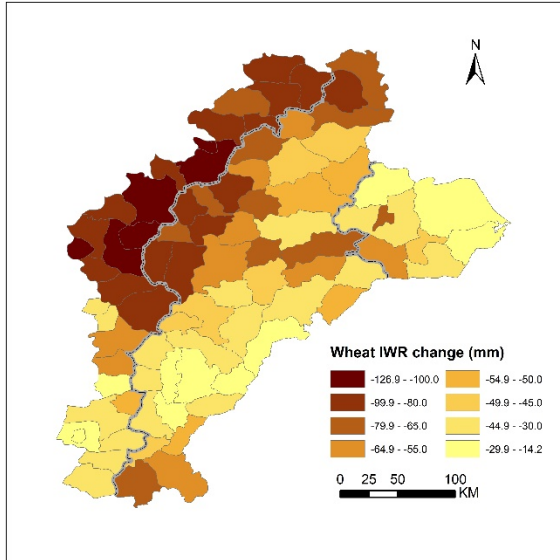 N
Wheat IWR change (mm)
-126.9 - -100.0
-99.9 - -80.0
-79.9 - -65.0
-64.9 - -55.0
-54.9 - -50.0
-49.9 - -45.0
-44.9 - -30.0
-29.9 - -14.2
0 25 50 100
KM